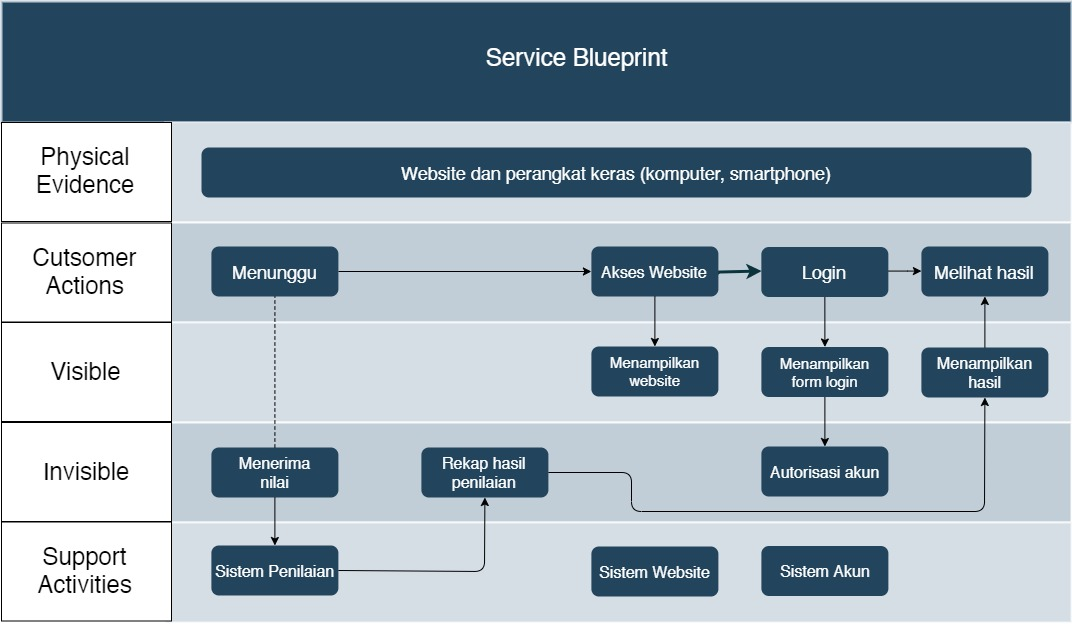 Service Blueprint
Physical
Evidence
Website dan perangkat keras (komputer, smartphone)
Cutsomer
Actions
Menunggu
Akses Website
Login
Melihat hasil
Visible
Menampilkan
website
Menampilkan
form login
Menampilkan
hasil
Invisible
Menerima
nilai
Rekap hasil
penilaian
Autorisasi akun
Support
Activities
Sistem Penilaian
Sistem Website
Sistem Akun